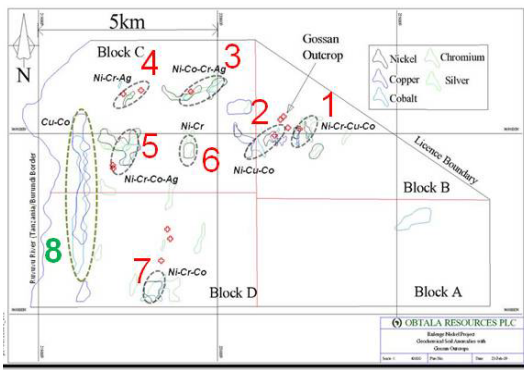 5km
Block C
3
Ni-Co-Cr-Ag
Gossan
Outcrop
N
4
Ni-Cr-Ag
Nickel
Chromium
Copper
Silver
Cobalt
Cu-Co
2
1
Ni-Cr
Ni-Cr-Cu-Co
5
6
Ni-Cu-Co
Licence Boundary
Ni-Cr-Co-Ag
Block B
Ruvuvu River (Tanzania/Burundi Border
8
7
Ni-Cr-Co
Block D
Block A
OBTALA RESOURCES PLC
Geochemical Soil Anomalies with
Gossan Outcrops